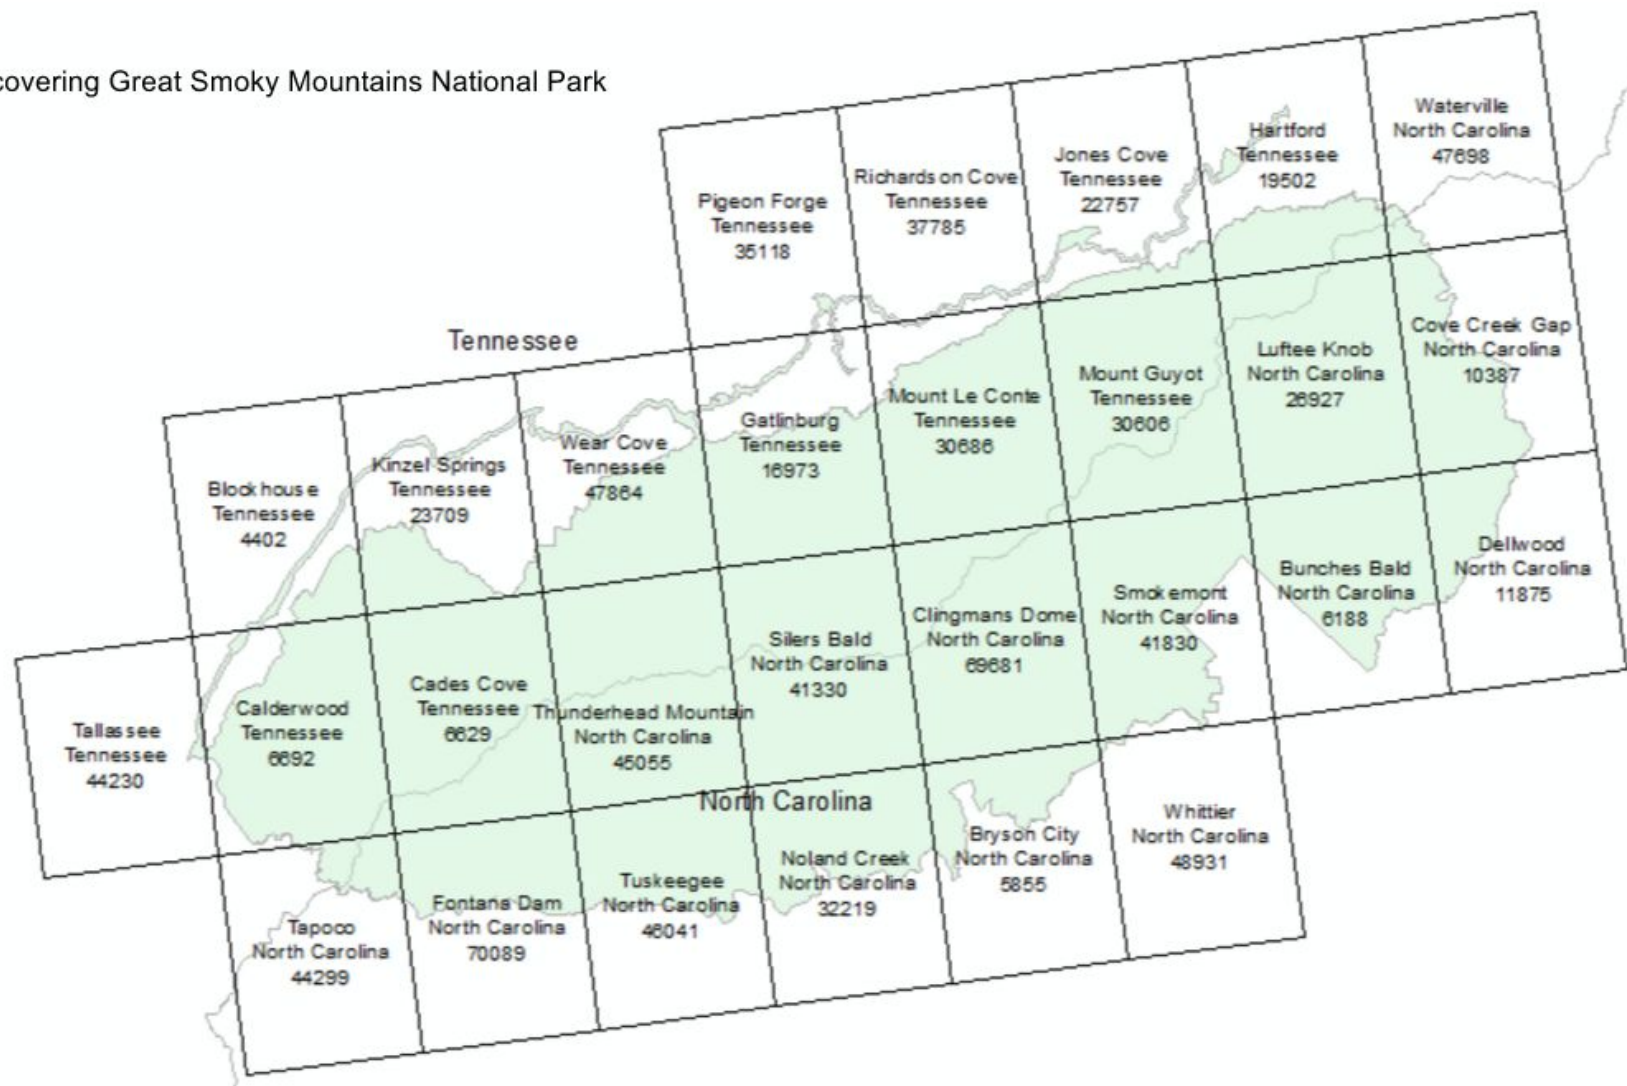 covering Great Smoky Mountains National Park
Waterville
North Carolina
47698
Hartford
Tennessee
19502
Jones Cove
Tennessee
22757
Richardson Cove
Tennessee
37785
Pigeon Forge
Tennessee
35118
Tennessee
Cove Creek Gap
North Carolina
10387
Luftee Knob
North Carolina
26927
Mount Guyot
Tennessee
30606
Mount Le Conte
Tennessee
30686
Gatlinburg
Tennessee
16973
Wear Cove
Tennessee
47864
Kinzel Springs
Tennessee
23709
Blockhouse
Tennessee
4402
Dellwood
North Carolina
11875
Bunches Bald
North Carolina
6188
Smokemont
North Carolina
41830
Clingmans Dome
North Carolina
69681
Silers Bald
North Carolina
41330
Thunderhead Mountain
North Carolina
45055
Cades Cove
Tennessee
6629
Calderwood
Tennessee
6692
Tallassee
Tennessee
44230
North Carolina
Whittier
North Carolina
48931
Bryson City
North Carolina
5855
Noland Creek
North Carolina
32219
Tuskeegee
North Carolina
46041
Fontana Dam
North Carolina
70089
Tapoco
North Carolina
44299